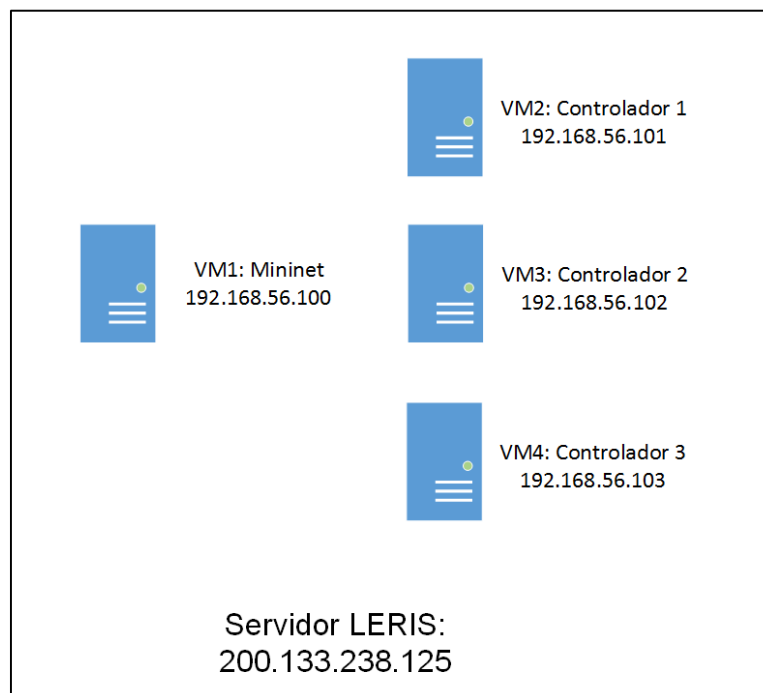 VM2: Controlador 1
192.168.56.101
VM1: Mininet
192.168.56.100
VM3: Controlador 2
192.168.56.102
VM4: Controlador 3
192.168.56.103
Servidor LERIS:
200.133.238.125